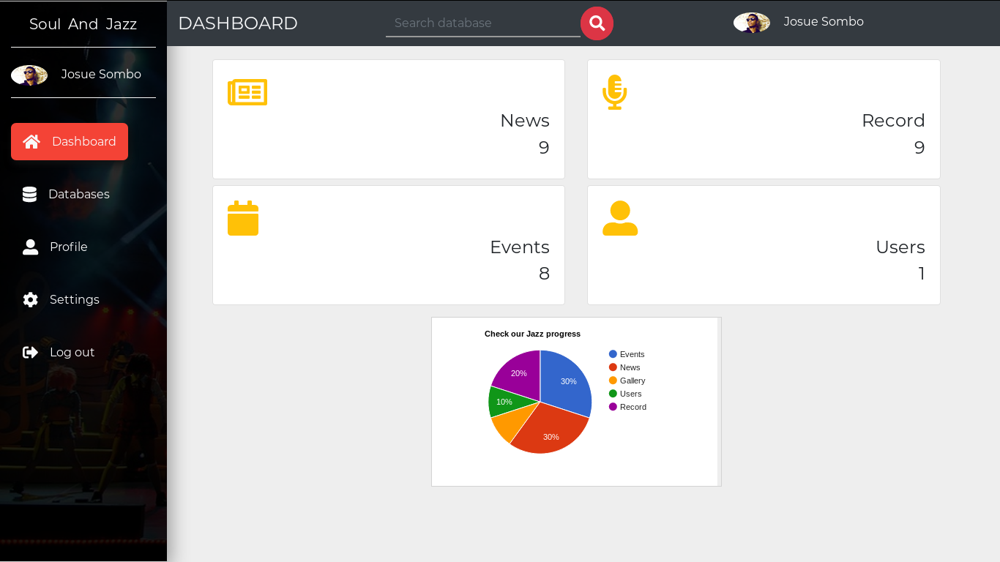 Soul And Jazz
Josue Sombo
Dashboard
Databases
Profile
Settings
Log out
DASHBOARD
Search database
Josue Sombo
News
9
Record
9
Events
8
Users
1
Check our Jazz progress
30%
30%
10%
20%
Events
News
Gallery
Users
Record